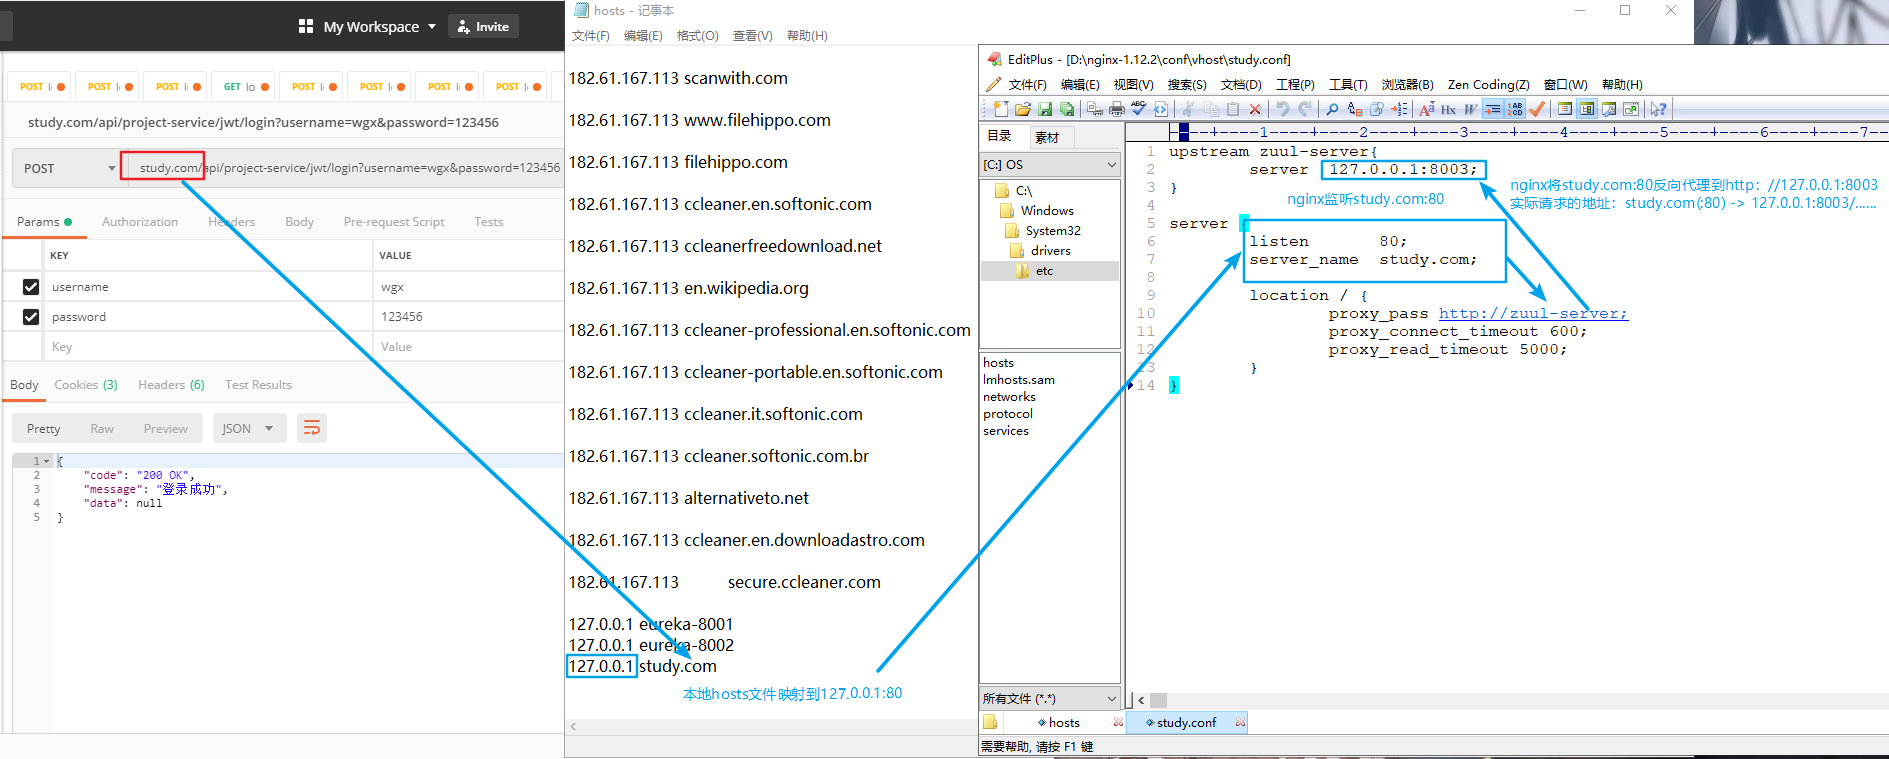 My Workspace
Invite
POST l
POST l
POST l
GET lo
POST l
POST l
POST l
POST l
study.com/api/project-service/jwt/login?username=wgx&password=123456
POST
study.com/api/project-service/jwt/login?username=wgx&password=123456
Params
Authorization
Headers
Body
Pre-request Script
Tests
KEY
VALUE
username
wgx
password
123456
Key
Value
Body
Cookies (3)
Headers (6)
Test Results
Pretty
Raw
Preview
JSON
1 {
2 "code": "200 OK",
3 "message": "登录成功",
4 "data": null
5 }
hosts - 记事本
文件(F) 编辑(E) 格式(O) 查看(V) 帮助(H)
182.61.167.113 scanwith.com
182.61.167.113 www.filehippo.com
182.61.167.113 filehippo.com
182.61.167.113 ccleaner.en.softonic.com
182.61.167.113 ccleanerfreedownload.net
182.61.167.113 en.wikipedia.org
182.61.167.113 ccleaner-professional.en.softonic.com
182.61.167.113 ccleaner-portable.en.softonic.com
182.61.167.113 ccleaner.it.softonic.com
182.61.167.113 ccleaner.softonic.com.br
182.61.167.113 alternativeto.net
182.61.167.113 ccleaner.en.downloadastro.com
182.61.167.113 secure.ccleaner.com
127.0.0.1 eureka-8001
127.0.0.1 eureka-8002
127.0.0.1 study.com
本地hosts文件映射到127.0.0.1:80
EditPlus - [D:\nginx-1.12.2\conf\vhost\study.conf]
文件(F) 编辑(E) 视图(V) 搜索(S) 文档(D) 工程(P) 工具(T) 浏览器(B) Zen Coding(Z) 窗口(W) 帮助(H)
目录 素材
[C:] OS
C:\
Windows
System32
drivers
etc
hosts
lmhosts.sam
networks
protocol
services
所有文件 (*.*)
----+----1----+----2----+----3----+----4----+----5----+----6----+----7--
1 upstream zuul-server{
2 server 127.0.0.1:8003;
3 }
4
5 server {
6 listen 80;
7 server_name study.com;
8
9 location / {
10 proxy_pass http://zuul-server;
11 proxy_connect_timeout 600;
12 proxy_read_timeout 5000;
13 }
14 }
nginx监听study.com:80
nginx将study.com:80反向代理到http：//127.0.0.1:8003
实际请求的地址：study.com(:80) -> 127.0.0.1:8003/......
hosts
study.conf
需要帮助, 请按 F1 键